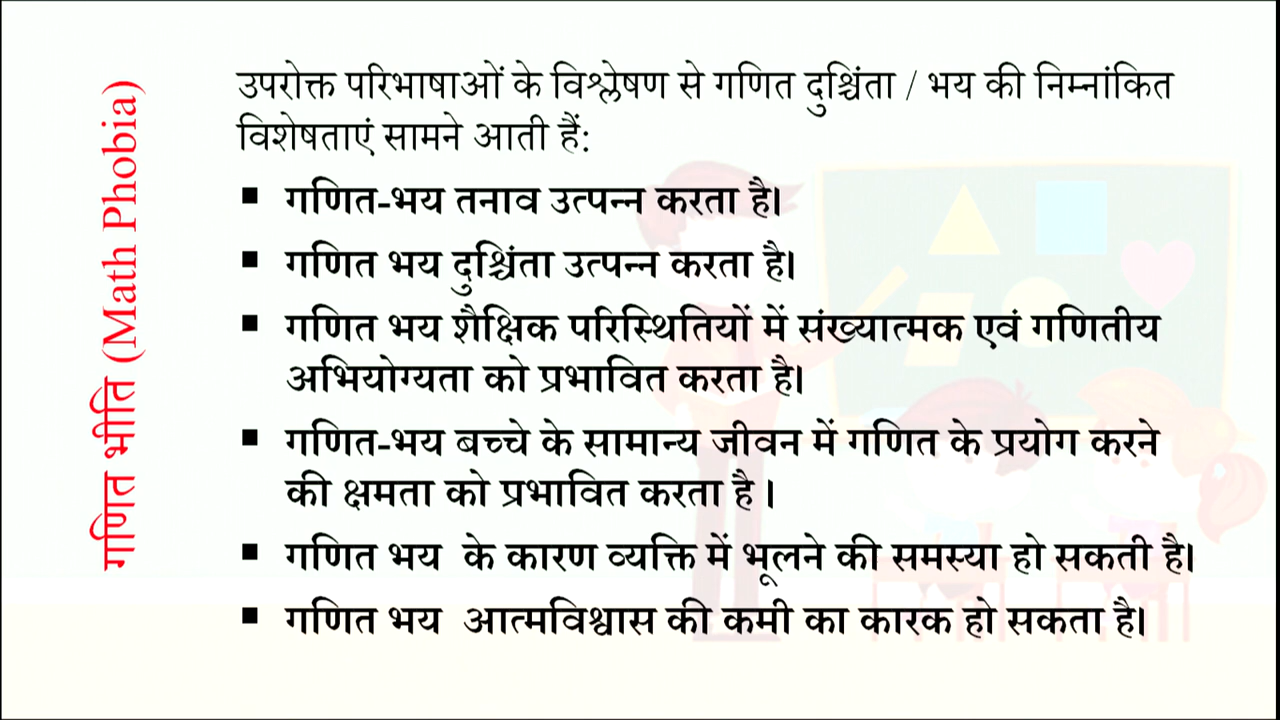 गणित भीति (Math Phobia)
उपरोक्त परिभाषाओं के विश्लेषण से गणित दुश्चिंता / भय की निम्नांकित
विशेषताएं सामने आती हैं:
▪ गणित-भय तनाव उत्पन्न करता है।
▪ गणित भय दुश्चिंता उत्पन्न करता है।
▪ गणित भय शैक्षिक परिस्थितियों में संख्यात्मक एवं गणितीय
अभियोग्यता को प्रभावित करता है।
▪ गणित-भय बच्चे के सामान्य जीवन में गणित के प्रयोग करने
की क्षमता को प्रभावित करता है ।
▪ गणित भय के कारण व्यक्ति में भूलने की समस्या हो सकती है।
▪ गणित भय आत्मविश्वास की कमी का कारक हो सकता है।